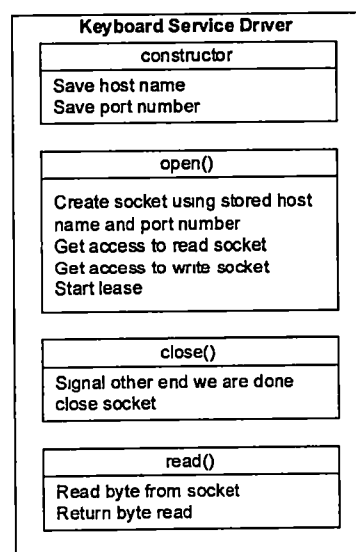 Keyboard Service Driver
constructor
Save host name
Save port number
open()
Create socket using stored host
name and port number
Get access to read socket
Get access to write socket
Start lease
close()
Signal other end we are done
close socket
read()
Read byte from socket
Return byte read